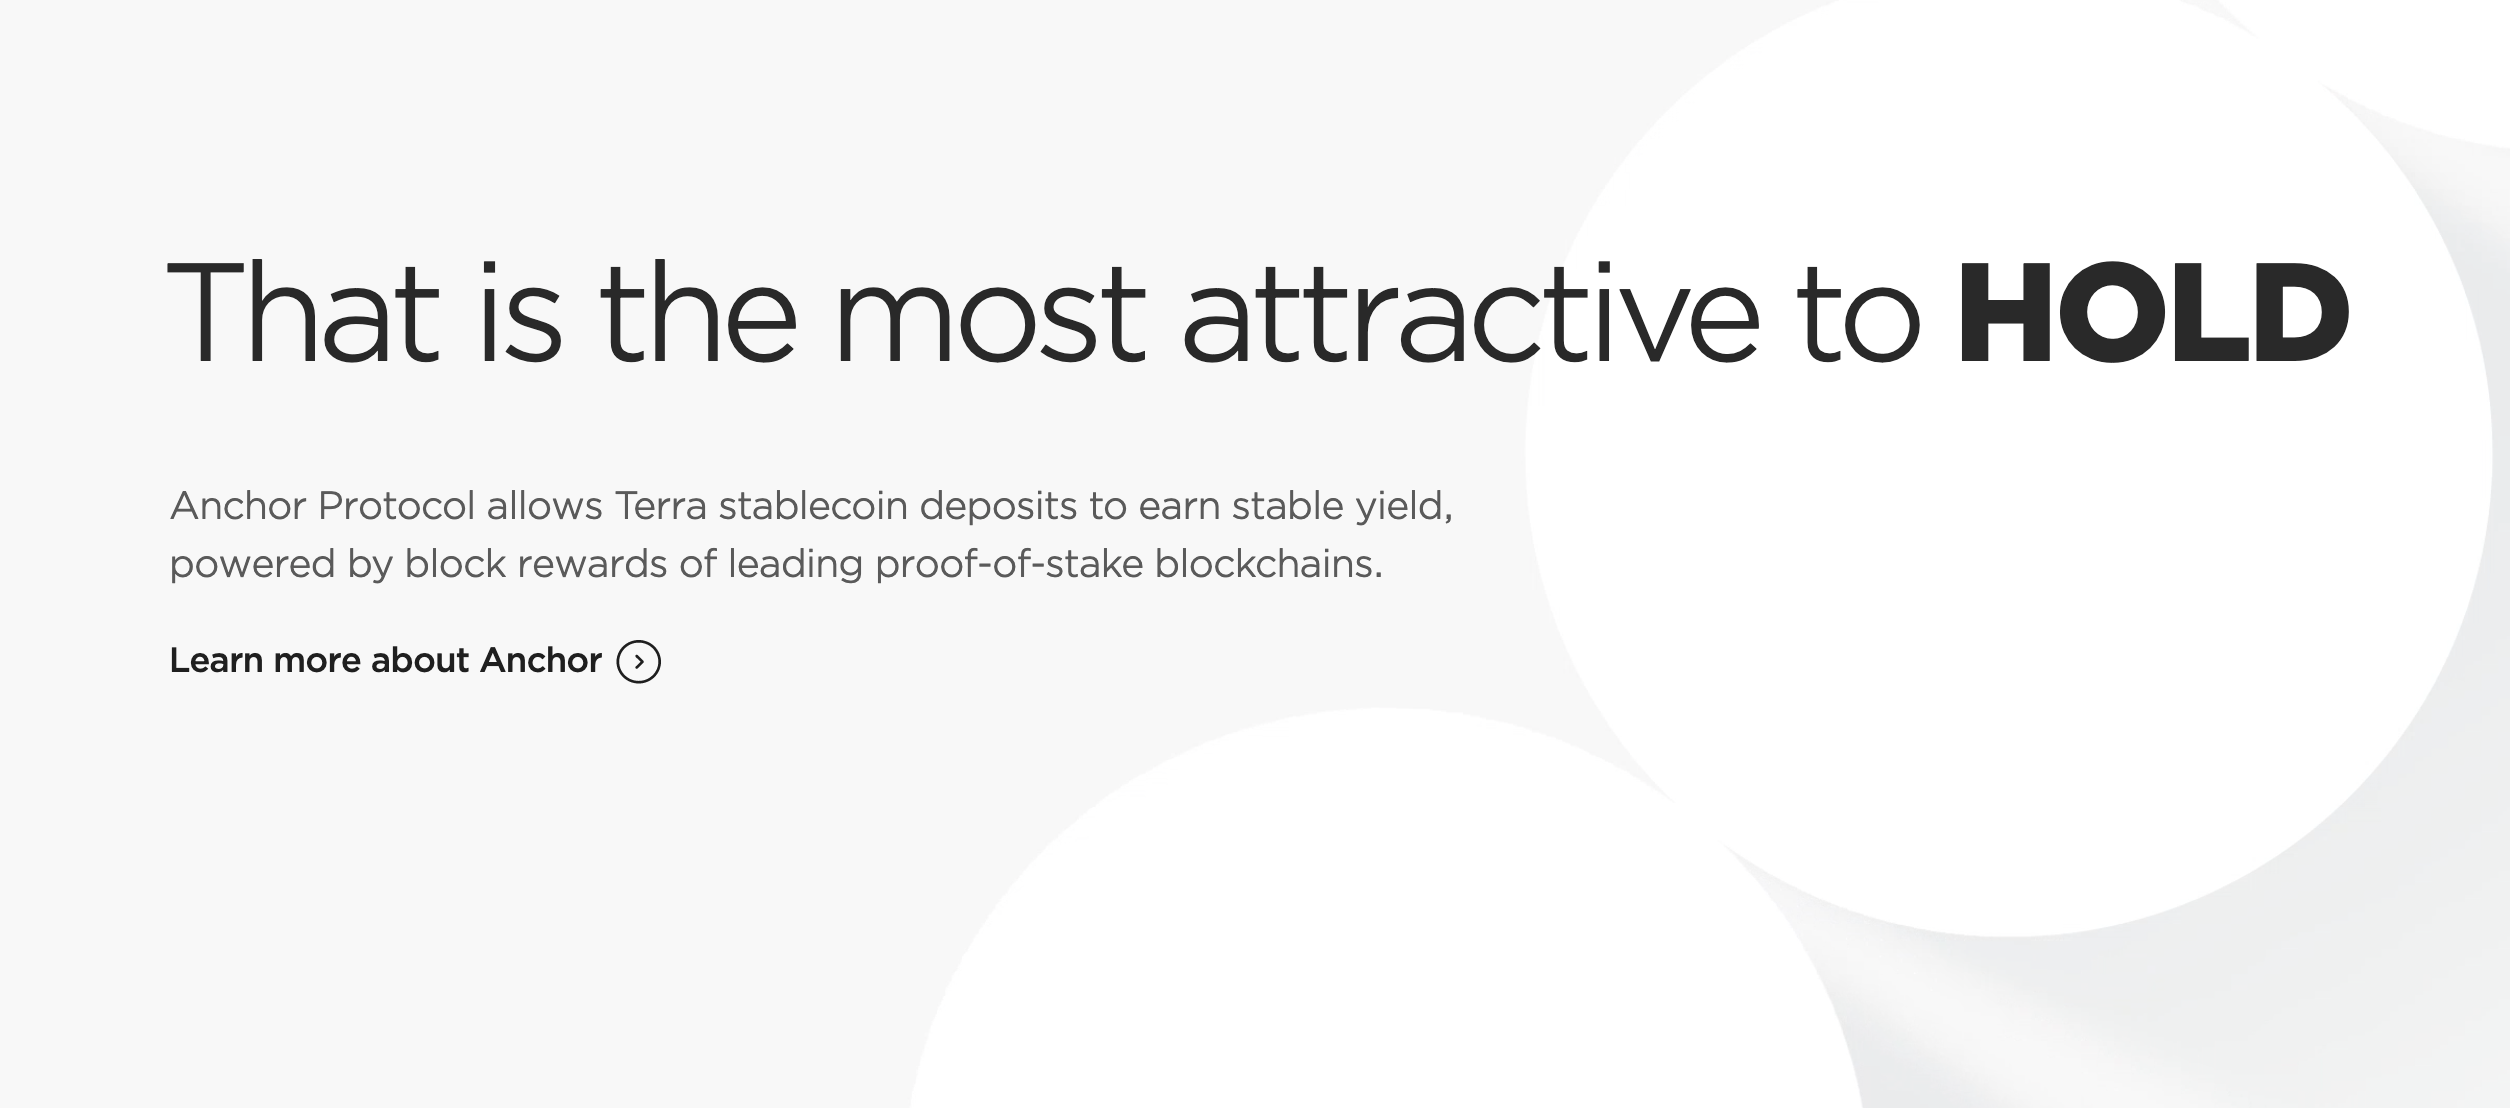 That is the most attractive to HOLD
Anchor Protocol allows Terra stablecoin deposits to earn stable yield,
powered by block rewards of leading proof-of-stake blockchains.
Learn more about Anchor